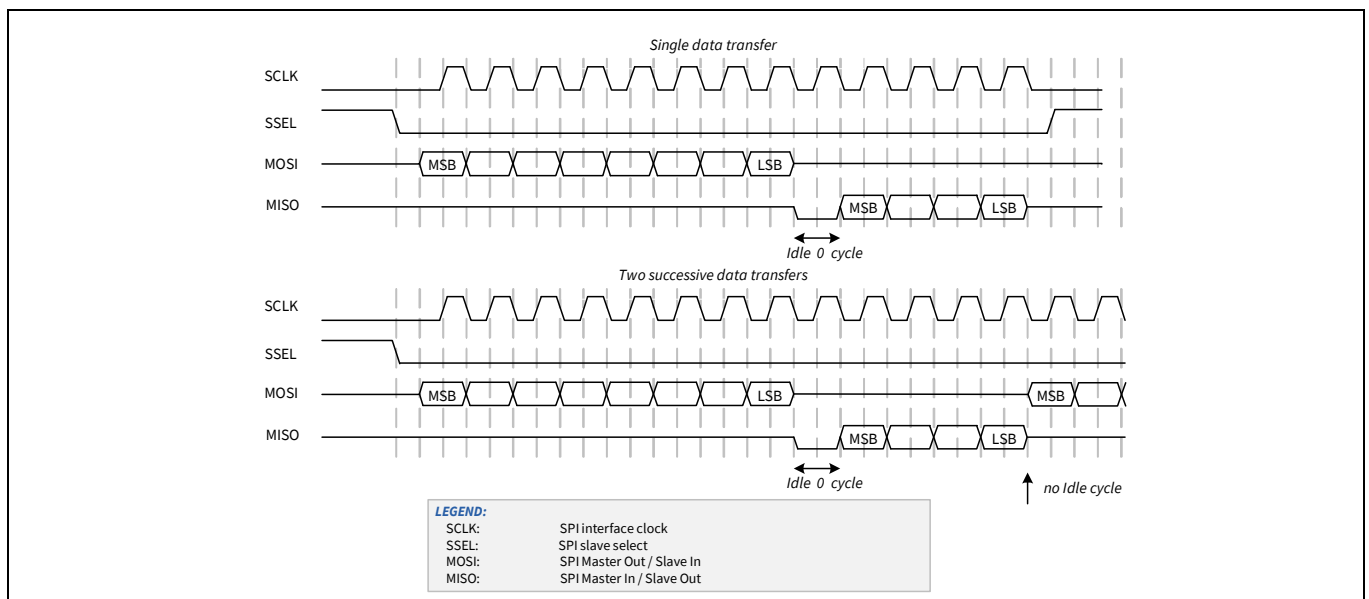 Single data transfer
SCLK
SSEL
MOSI MSB LSB
MISO MSB LSB
Idle 0 cycle
Two successive data transfers
SCLK
SSEL
MOSI MSB LSB MSB
MISO MSB LSB
Idle 0 cycle no Idle cycle
LEGEND:
SCLK: SPI interface clock
SSEL: SPI slave select
MOSI: SPI Master Out / Slave In
MISO: SPI Master In / Slave Out